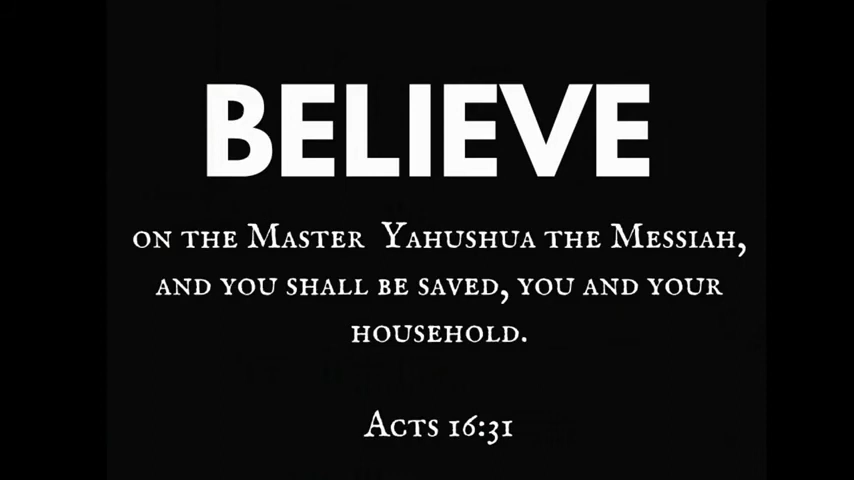 BELIEVE
on the Master Yahushua the Messiah,
and you shall be saved, you and your
household.
Acts 16:31